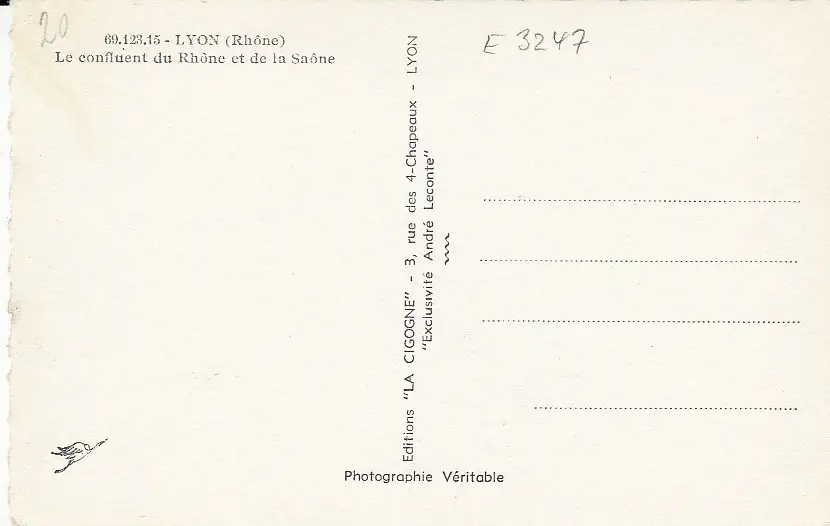 20
69.123.15 - LYON (Rhône)
Le confluent du Rhône et de la Saône
E 3247
Editions "LA CIGOGNE" - 3, rue des 4-Chapeaux - LYON
"Exclusivité André Leconte"
Photographie Véritable